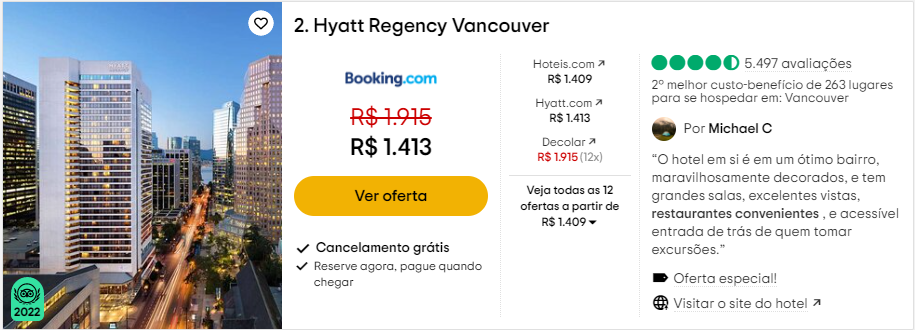 2. Hyatt Regency Vancouver
Booking.com
R$ 1.915
R$ 1.413
Ver oferta
Cancelamento grátis
Reserve agora, pague quando
chegar
Hoteis.com
R$ 1.409
Hyatt.com
R$ 1.413
Decolar
R$ 1.915 (12x)
Veja todas as 12
ofertas a partir de
R$ 1.409
5.497 avaliações
2º melhor custo-benefício de 263 lugares
para se hospedar em: Vancouver
Por Michael C
“O hotel em si é em um ótimo bairro,
maravilhosamente decorados, e tem
grandes salas, excelentes vistas,
restaurantes convenientes , e acessível
entrada de trás de quem tomar
excursões.”
Oferta especial!
Visitar o site do hotel
HYATT
2022